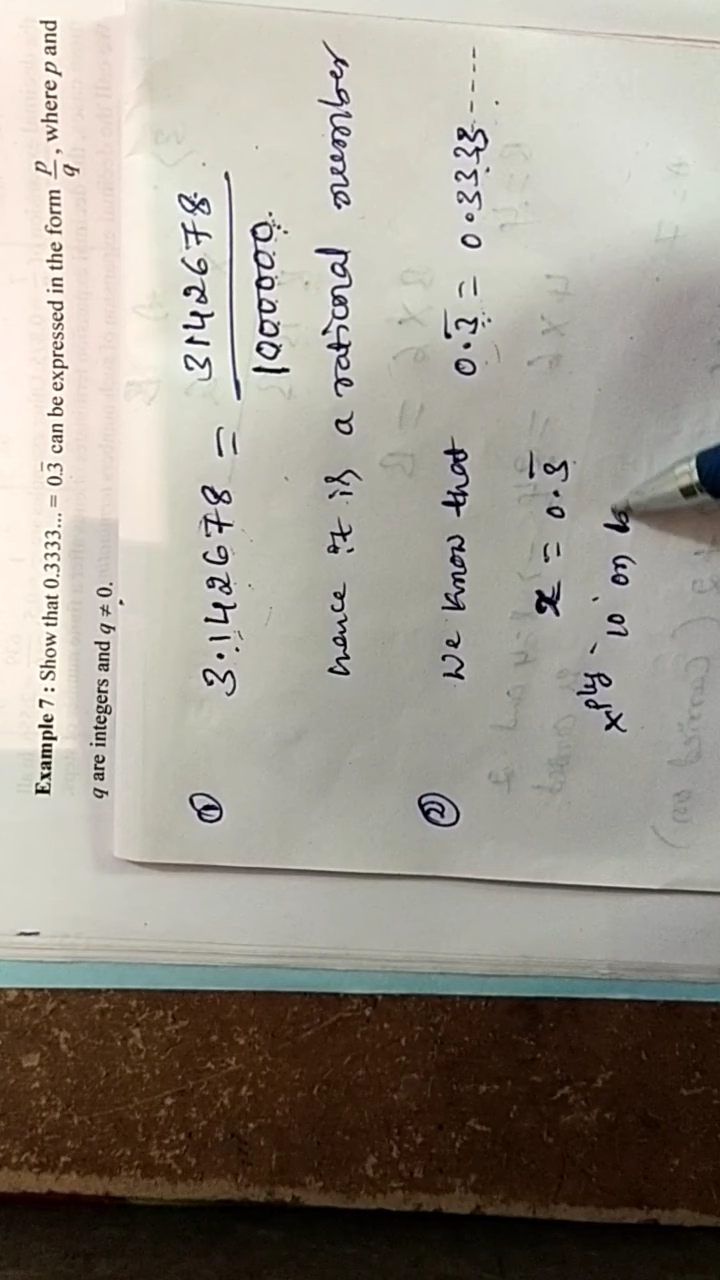 Example 7 : Show that 0.3333... = 0.3̅ can be expressed in the form p/q, where p and
q are integers and q ≠ 0.
① 3.142678 = 3142678/1000000.
hence it is a rational number
② We know that 0.3̅ = 0.3333-----
x = 0.3̅
xply 10 on b